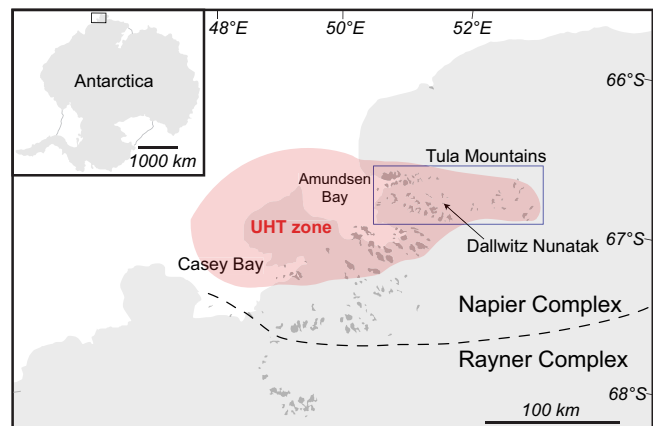 48°E
50°E
52°E
Antarctica
1000 km
66°S
Tula Mountains
Amundsen
Bay
UHT zone
Dallwitz Nunatak
67°S
Casey Bay
Napier Complex
Rayner Complex
68°S
100 km